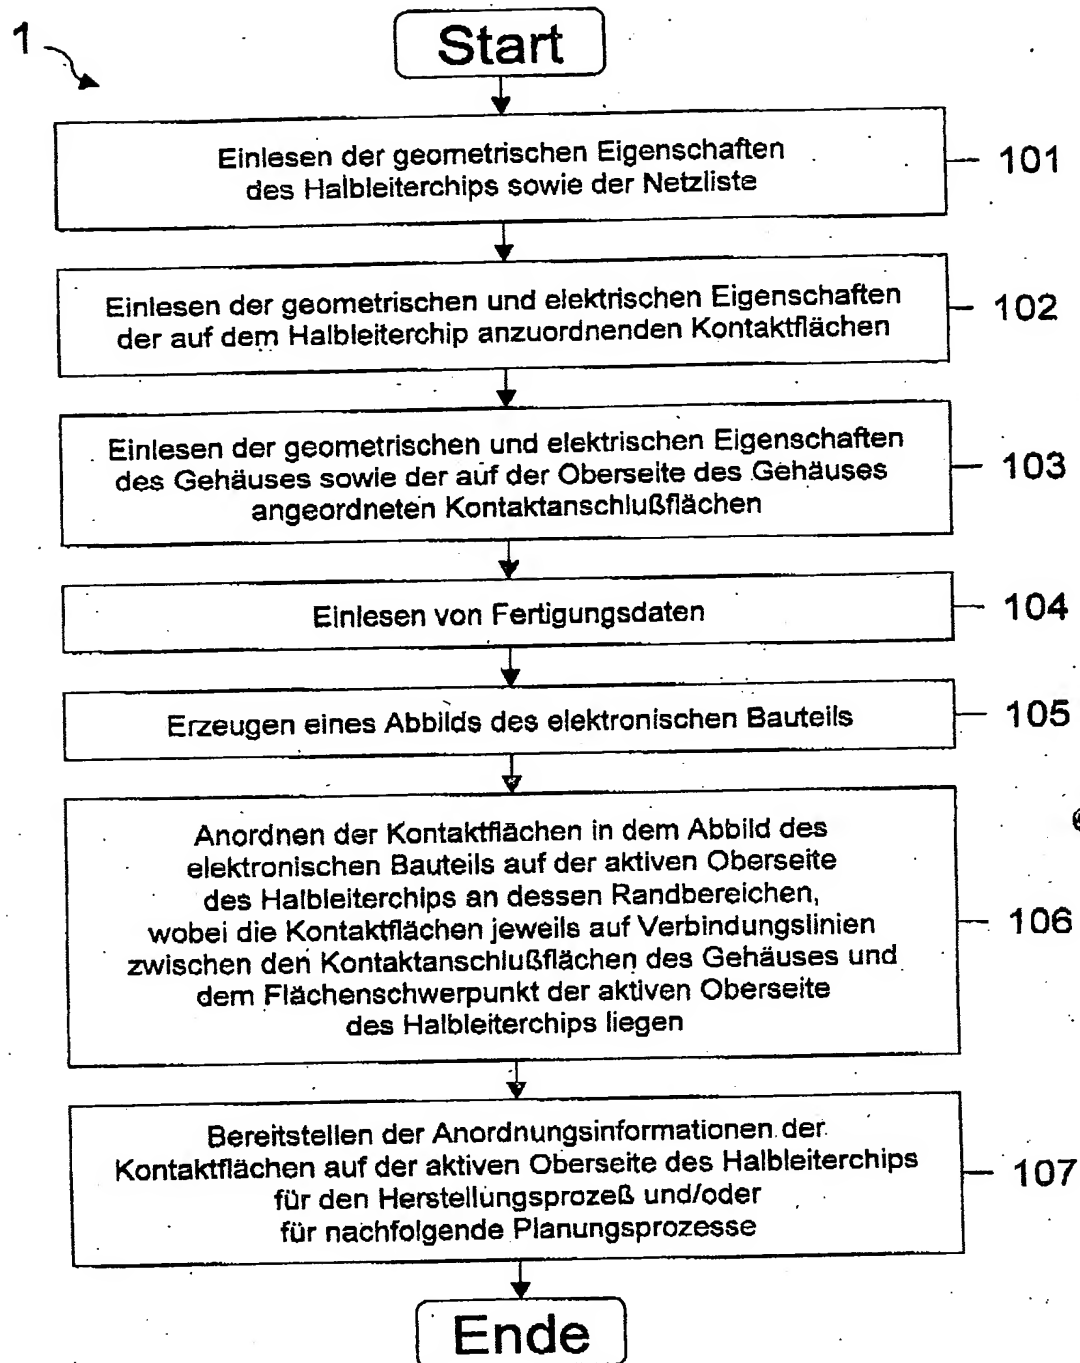 1
Start
Einlesen der geometrischen Eigenschaften
des Halbleiterchips sowie der Netzliste
101
Einlesen der geometrischen und elektrischen Eigenschaften
der auf dem Halbleiterchip anzuordnenden Kontaktflächen
102
Einlesen der geometrischen und elektrischen Eigenschaften
des Gehäuses sowie der auf der Oberseite des Gehäuses
angeordneten Kontaktanschlußflächen
103
Einlesen von Fertigungsdaten
104
Erzeugen eines Abbilds des elektronischen Bauteils
105
Anordnen der Kontaktflächen in dem Abbild des
elektronischen Bauteils auf der aktiven Oberseite
des Halbleiterchips an dessen Randbereichen,
wobei die Kontaktflächen jeweils auf Verbindungslinien
zwischen den Kontaktanschlußflächen des Gehäuses und
dem Flächenschwerpunkt der aktiven Oberseite
des Halbleiterchips liegen
106
Bereitstellen der Anordnungsinformationen der
Kontaktflächen auf der aktiven Oberseite des Halbleiterchips
für den Herstellungsprozeß und/oder
für nachfolgende Planungsprozesse
107
Ende